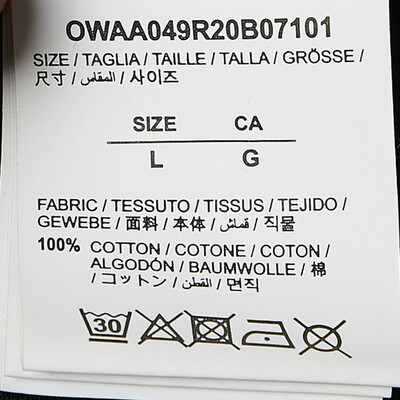 OWAA049R20B07101
SIZE / TAGLIA / TAILLE / TALLA / GRÖSSE /
尺寸 / المقاس / 사이즈
SIZE CA
L G
FABRIC / TESSUTO / TISSUS / TEJIDO /
GEWEBE / 面料 / 本体 / قماش / 직물
100% COTTON / COTONE / COTON /
ALGODÓN / BAUMWOLLE / 棉
/ コットン / القطن / 면직
30